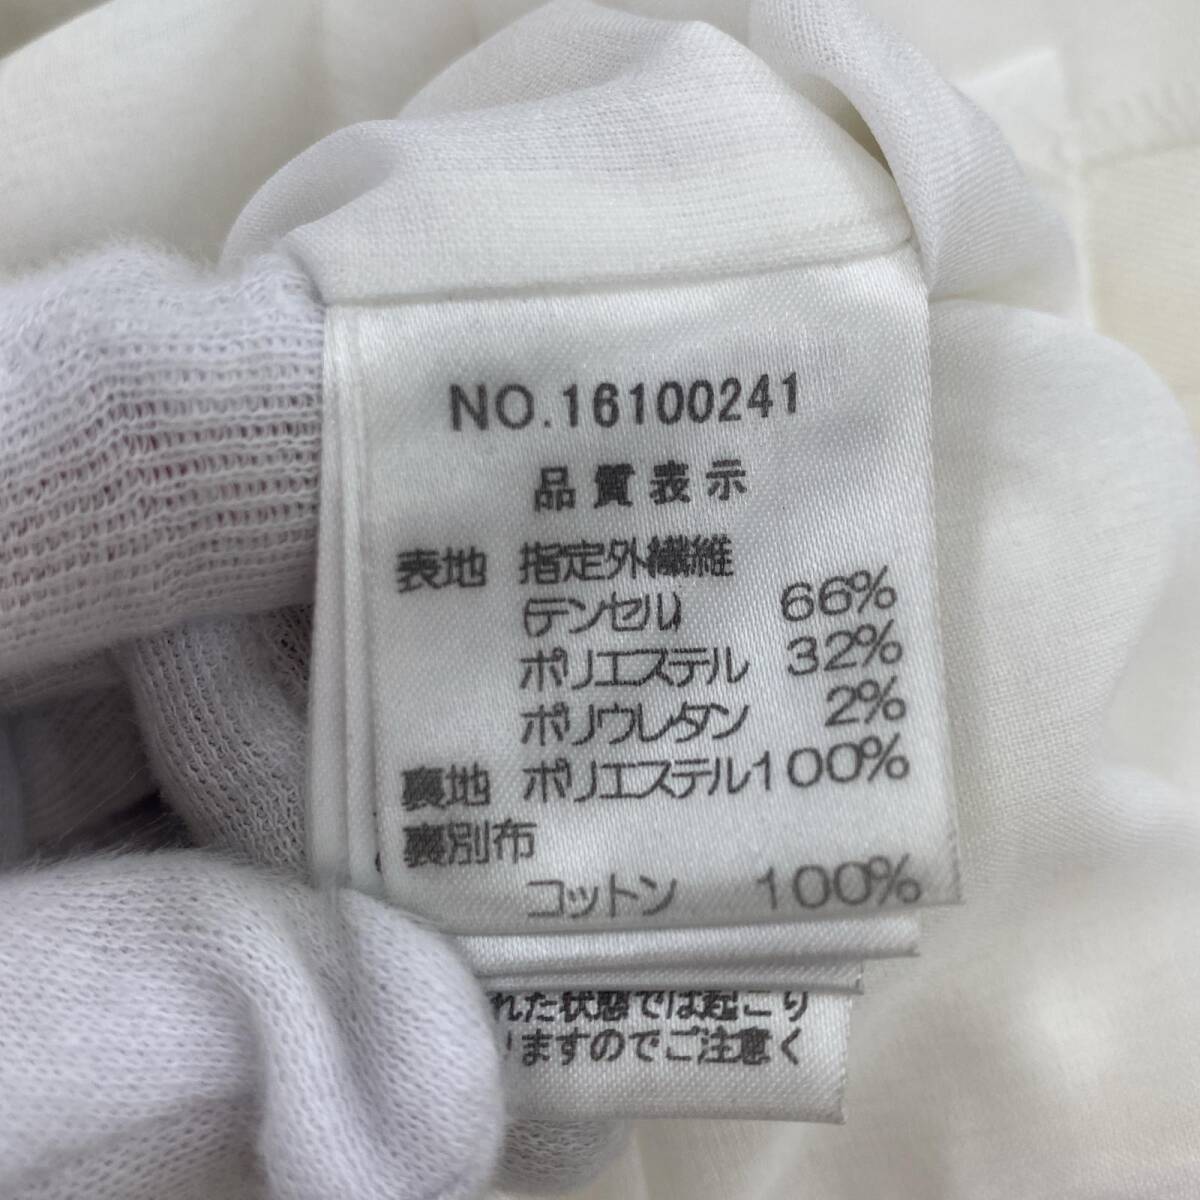 NO.16100241
品質表示
表地 指定外繊維
(テンセル) 66%
ポリエステル 32%
ポリウレタン 2%
裏地 ポリエステル100%
裏別布
コットン 100%
れた状態では起こり
りますのでご注意く